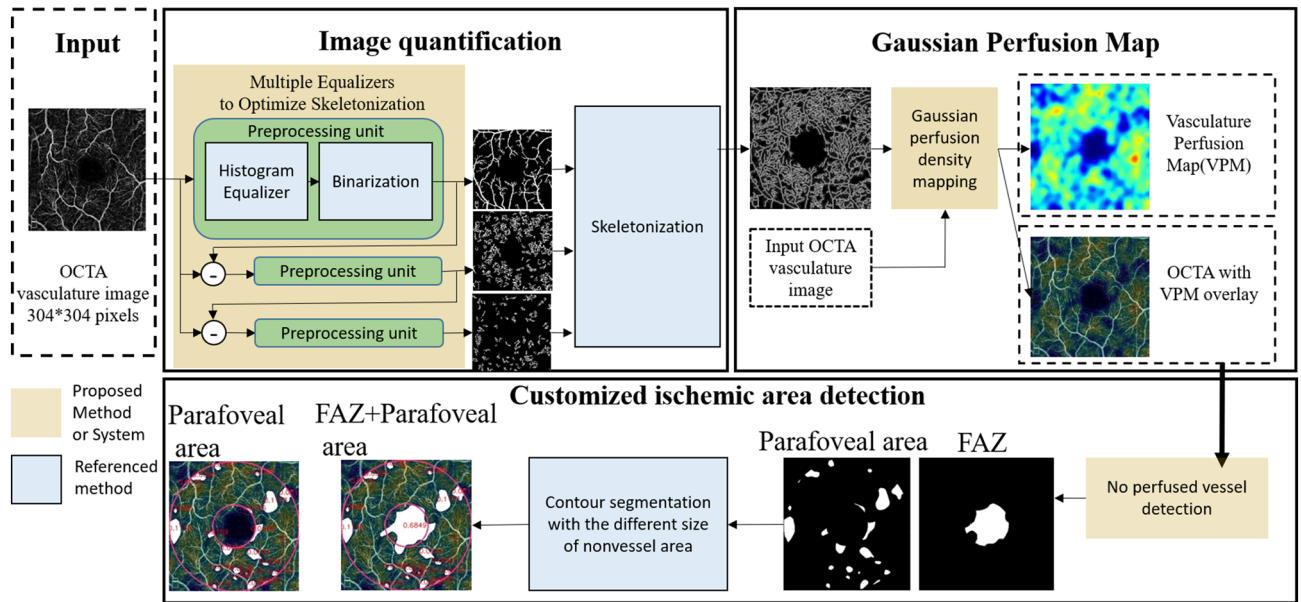 Input
OCTA
vasculature image
304*304 pixels
Image quantification
Multiple Equalizers
to Optimize Skeletonization
Preprocessing unit
Histogram
Equalizer
Binarization
-
Preprocessing unit
-
Preprocessing unit
Skeletonization
Gaussian Perfusion Map
Gaussian
perfusion
density
mapping
Input OCTA
vasculature
image
Vasculature
Perfusion
Map(VPM)
OCTA with
VPM overlay
Proposed
Method
or System
Referenced
method
Customized ischemic area detection
Parafoveal
area
FAZ+Parafoveal
area
0.6849
Contour segmentation
with the different size
of nonvessel area
Parafoveal area
FAZ
No perfused vessel
detection